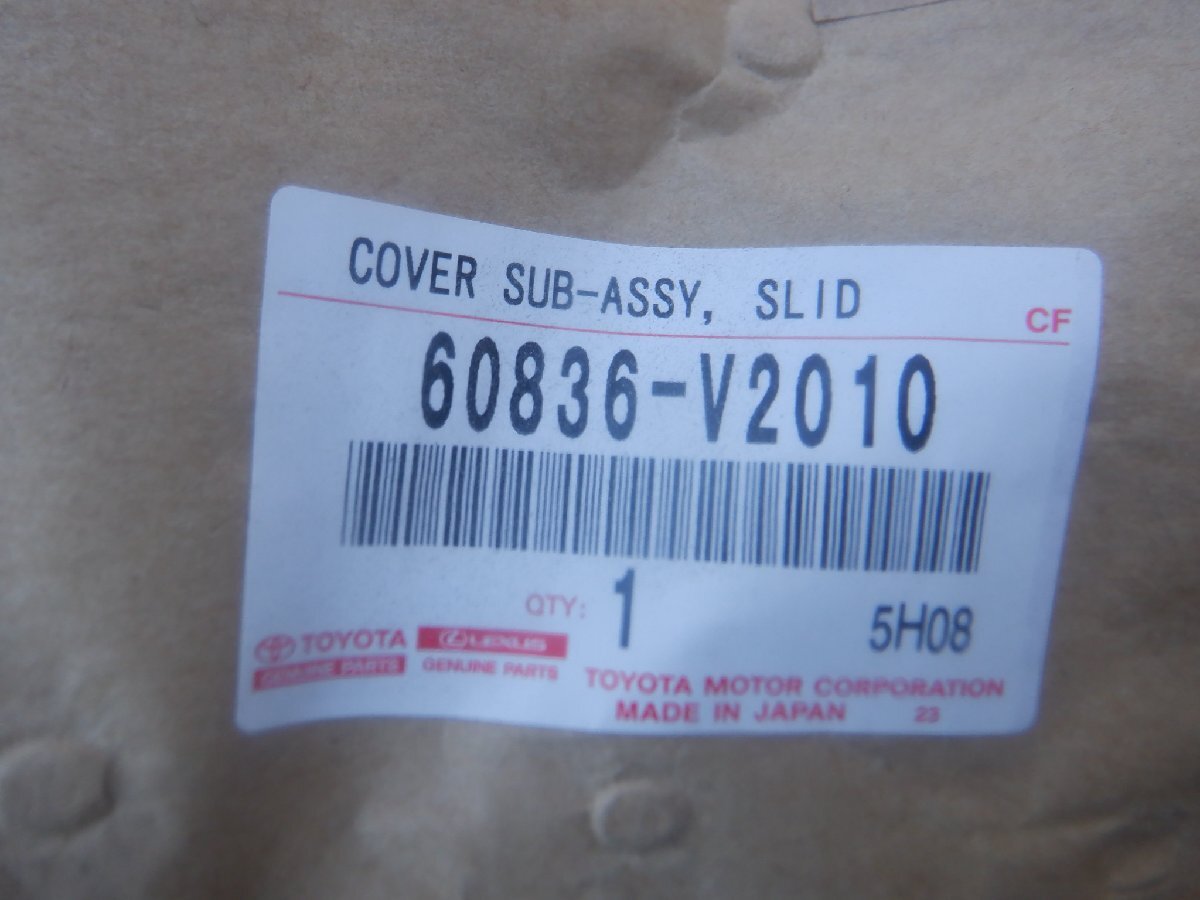 COVER SUB-ASSY, SLID
CF
60836-V2010
QTY: 1
5H08
TOYOTA
GENUINE PARTS
LEXUS
GENUINE PARTS
TOYOTA MOTOR CORPORATION
MADE IN JAPAN 23